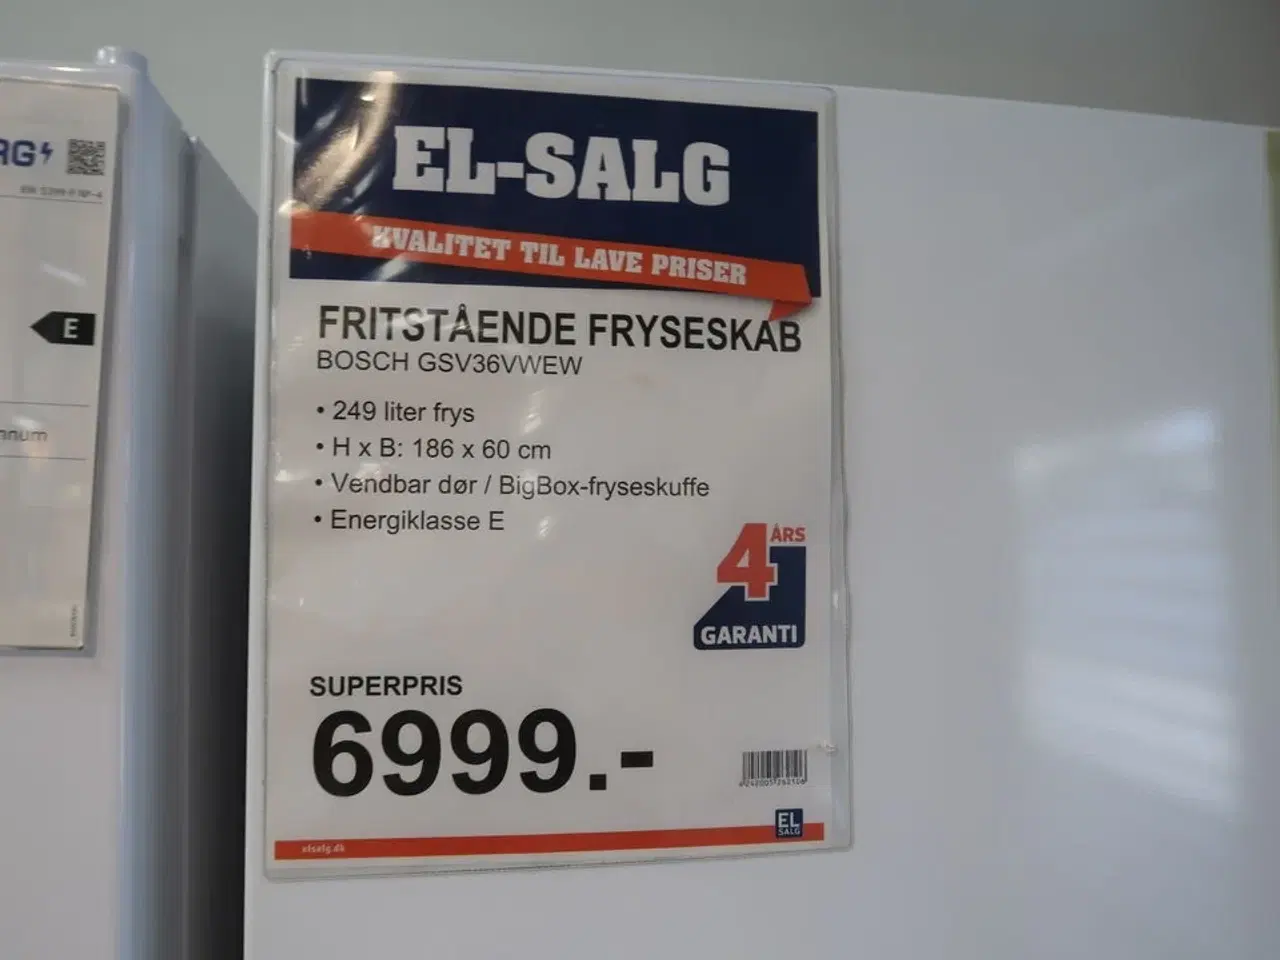 RG
E
EL-SALG
KVALITET TIL LAVE PRISER
FRITSTÅENDE FRYSESKAB
BOSCH GSV36VWEW
• 249 liter frys
• H x B: 186 x 60 cm
• Vendbar dør / BigBox-fryseskuffe
• Energiklasse E
4 ÅRS
GARANTI
SUPERPRIS
6999.-
EL
SALG
elsalg.dk